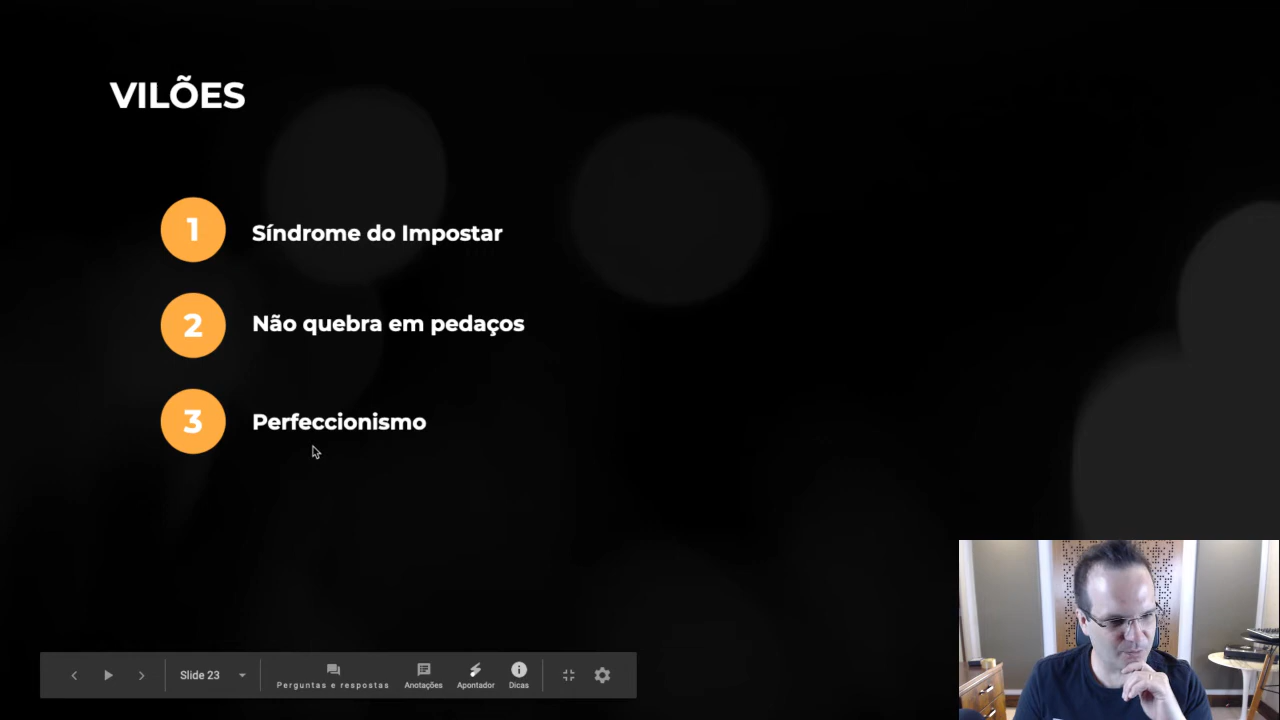 VILÕES
1
Síndrome do Impostar
2
Não quebra em pedaços
3
Perfeccionismo
Slide 23
Perguntas e respostas
Anotações
Apontador
Dicas